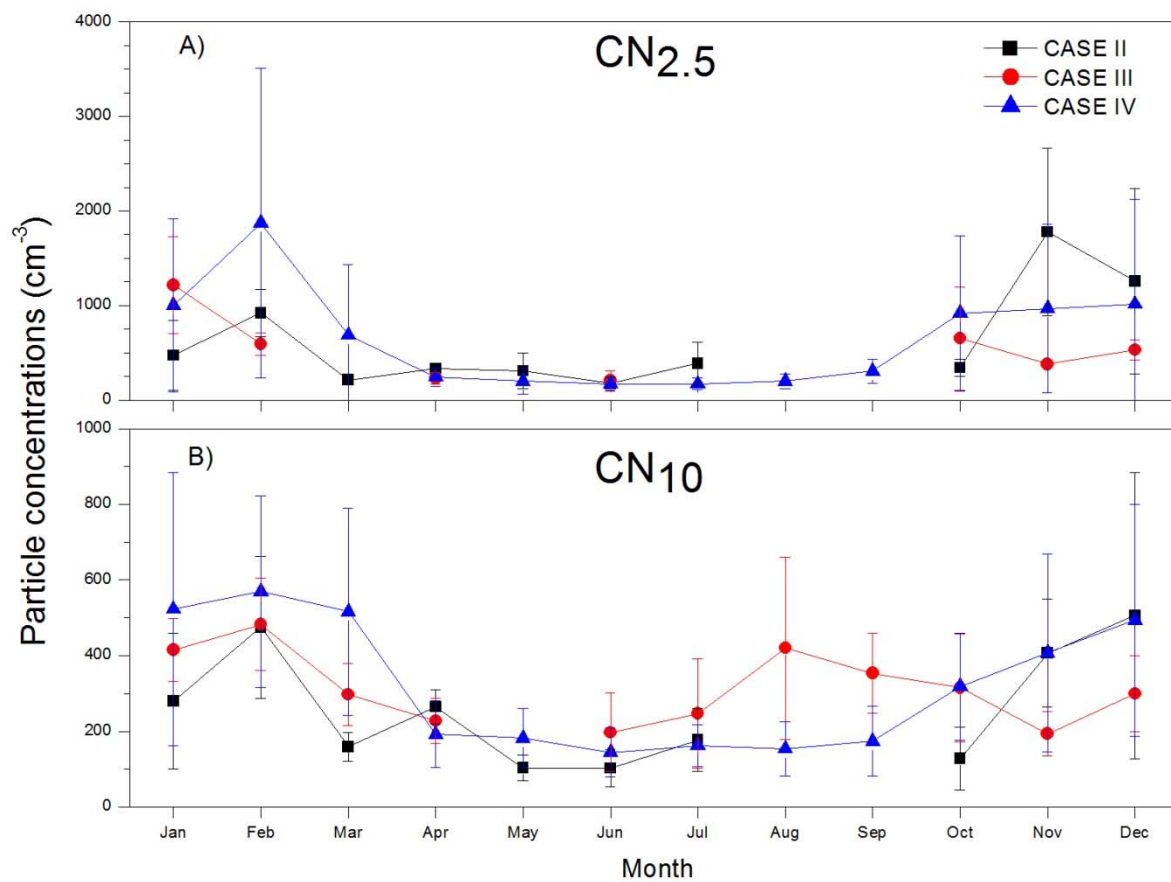 A)
CN2.5
CASE II
CASE III
CASE IV
4000
3000
2000
1000
0
B)
CN10
1000
800
600
400
200
0
Particle concentrations (cm-3)
Jan Feb Mar Apr May Jun Jul Aug Sep Oct Nov Dec
Month